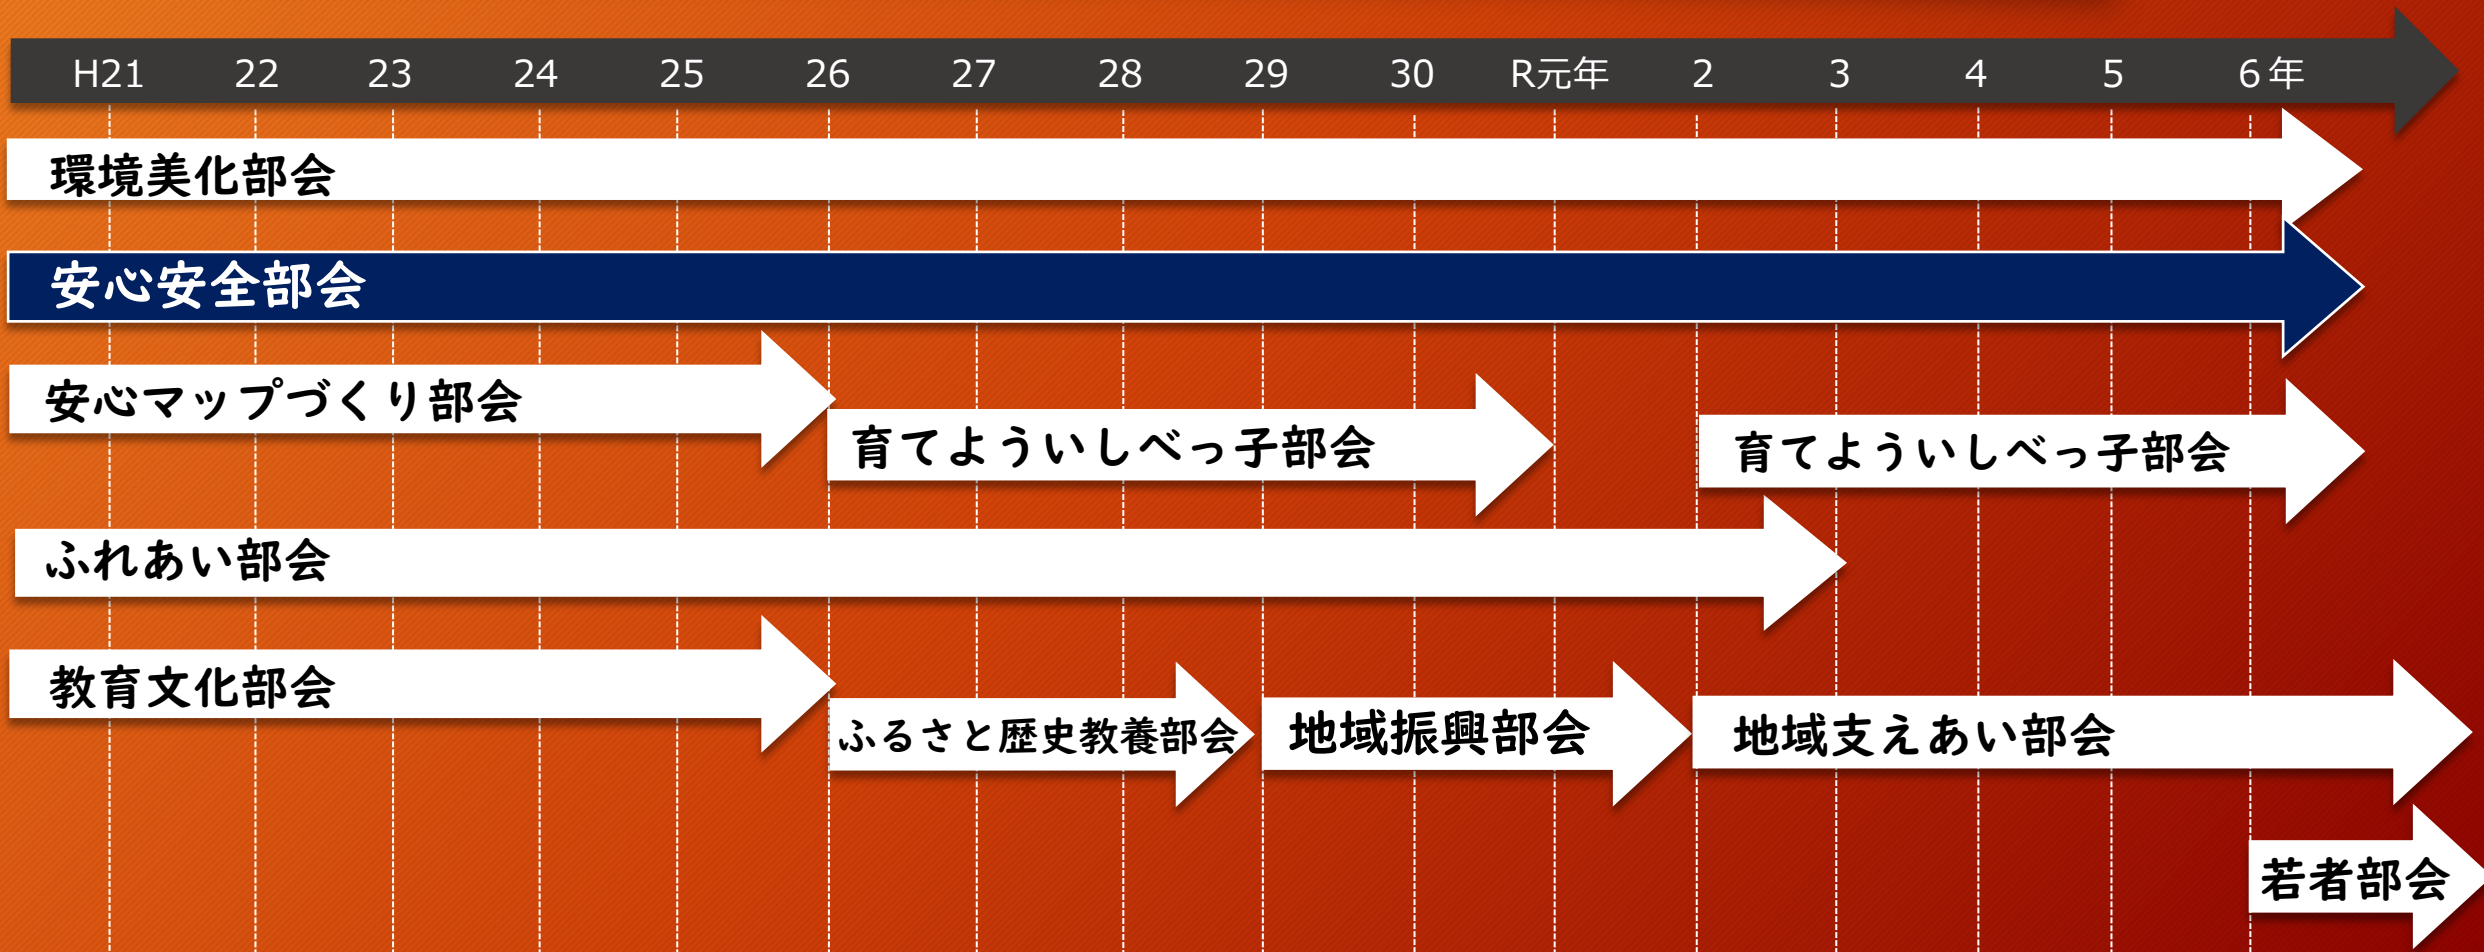 H21 22 23 24 25 26 27 28 29 30 R元年 2 3 4 5 6年
環境美化部会
安心安全部会
安心マップづくり部会
育てよういしべっ子部会
育てよういしべっ子部会
ふれあい部会
教育文化部会
ふるさと歴史教養部会
地域振興部会
地域支えあい部会
若者部会